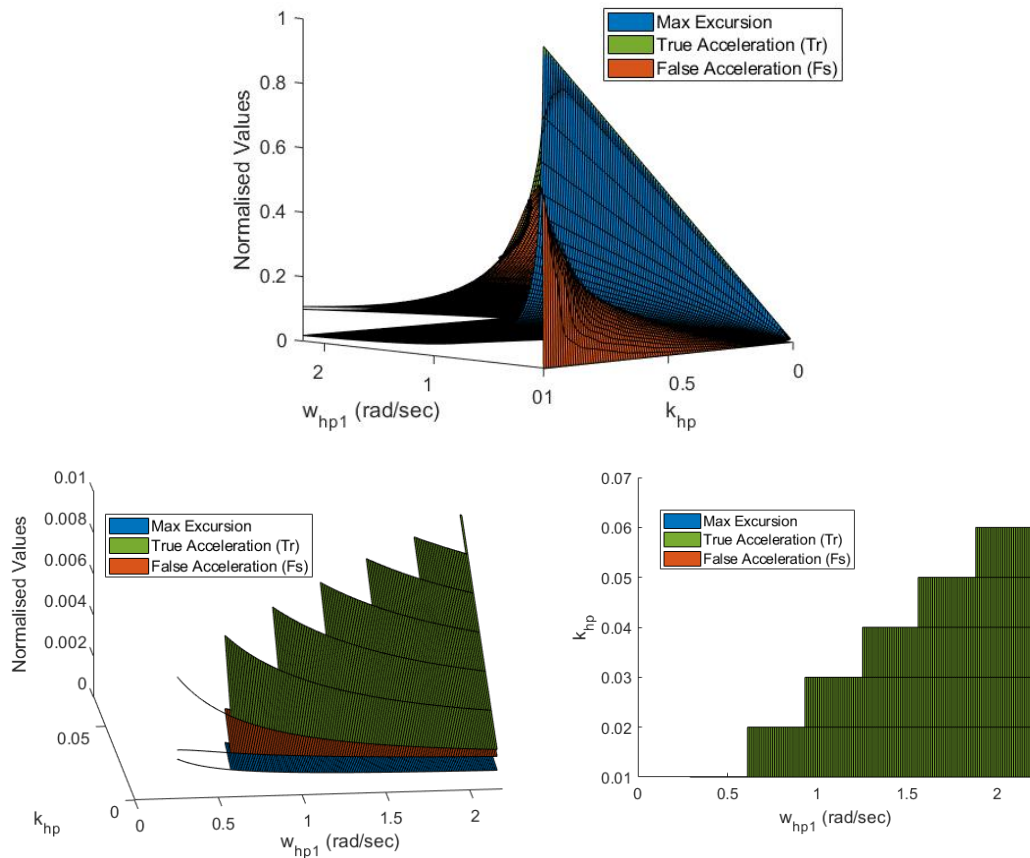 1
0.8
0.6
0.4
0.2
0
Normalised Values
Max Excursion
True Acceleration (Tr)
False Acceleration (Fs)
2
1
01
0.5
0
w_hp1 (rad/sec)
k_hp
0.01
0.008
0.006
0.004
0.002
0
Normalised Values
Max Excursion
True Acceleration (Tr)
False Acceleration (Fs)
0.05
0
k_hp
0
0.5
1
1.5
2
w_hp1 (rad/sec)
0.07
0.06
0.05
0.04
0.03
0.02
0.01
k_hp
Max Excursion
True Acceleration (Tr)
False Acceleration (Fs)
0
0.5
1
1.5
2
w_hp1 (rad/sec)